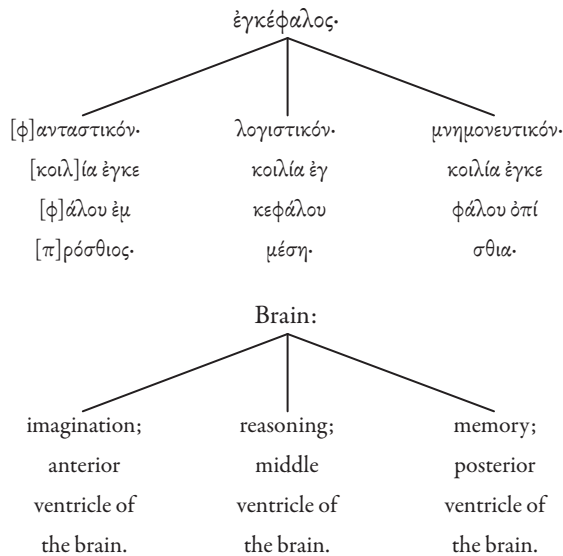 ἐγκέφαλος·
[φ]ανταστικόν· λογιστικόν· μνημονευτικόν·
[κοιλ]ία ἐγκε κοιλία ἐγ κοιλία ἐγκε
[φ]άλου ἐμ κεφάλου φάλου ὀπί
[π]ρόσθιος· μέση· σθια·
Brain:
imagination; reasoning; memory;
anterior middle posterior
ventricle of ventricle of ventricle of
the brain. the brain. the brain.